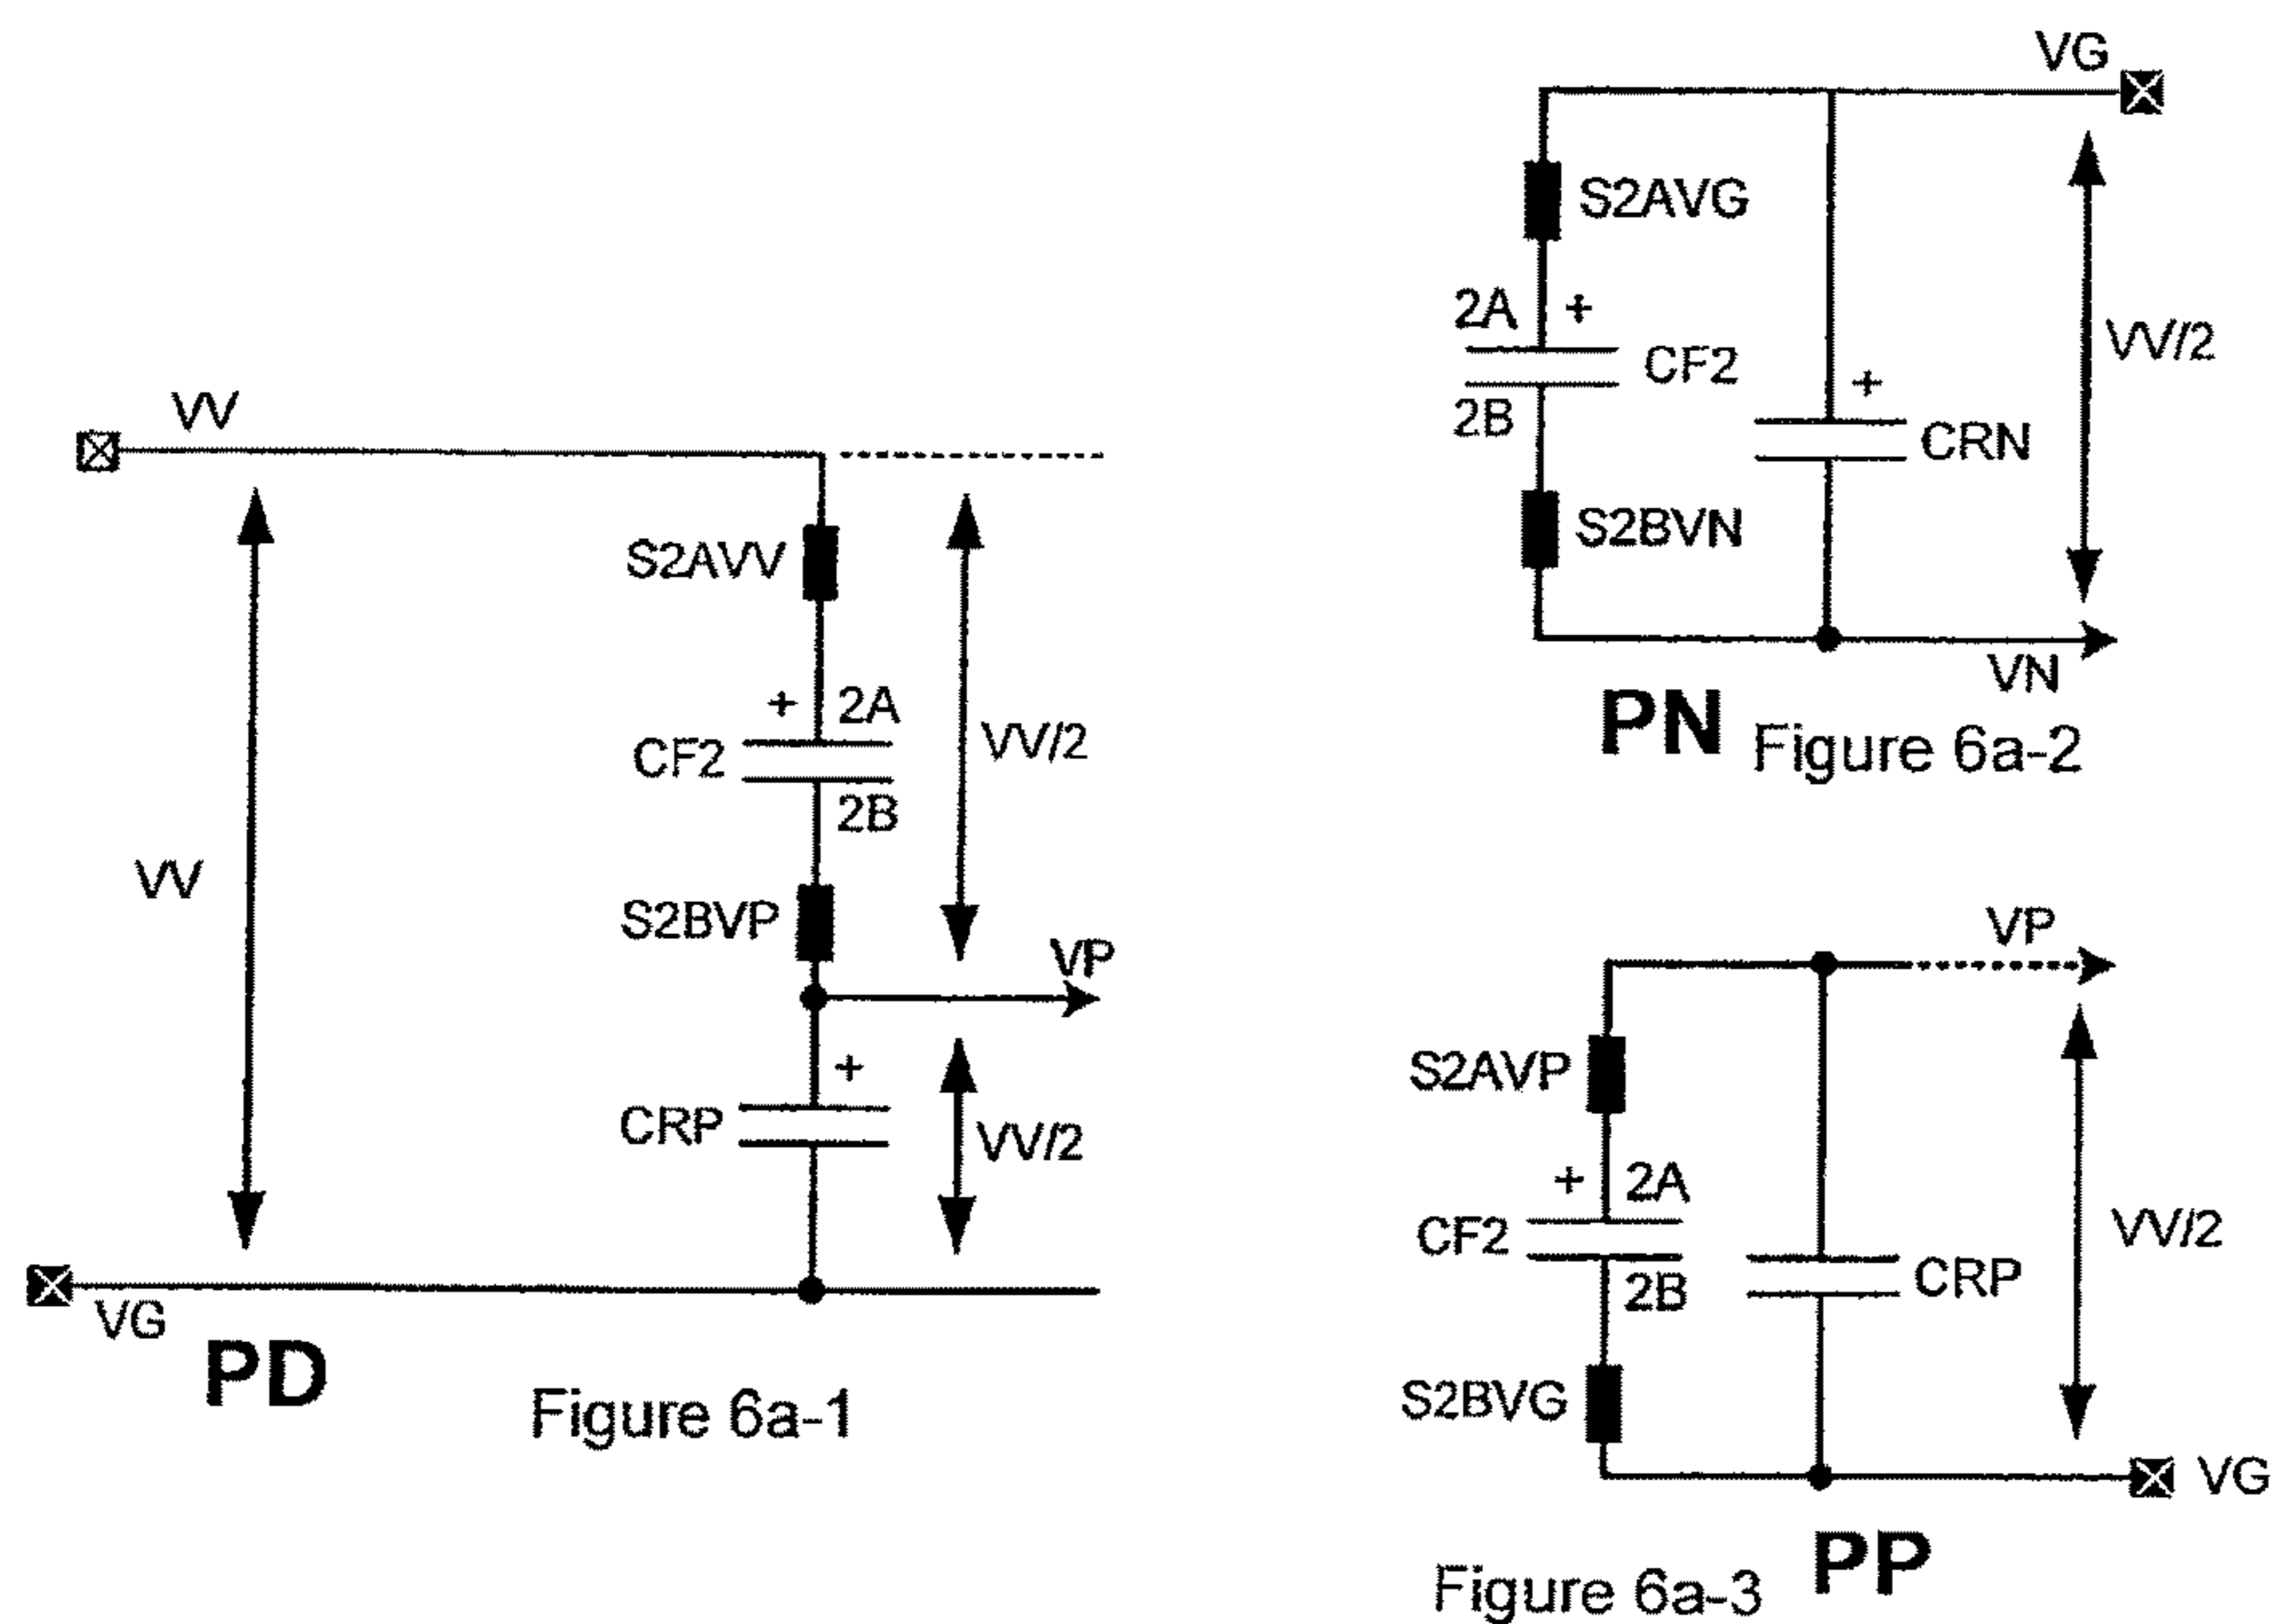 VV
S2AVV
+ 2A
CF2
2B
VV/2
VV
S2BVP
VP
+
CRP
VV/2
VG
PD
Figure 6a-1
VG
S2AVG
2A +
CF2
2B
+
CRN
VV/2
S2BVN
VN
PN Figure 6a-2
VP
S2AVP
+ 2A
CF2
2B
CRP
VV/2
S2BVG
VG
PP
Figure 6a-3